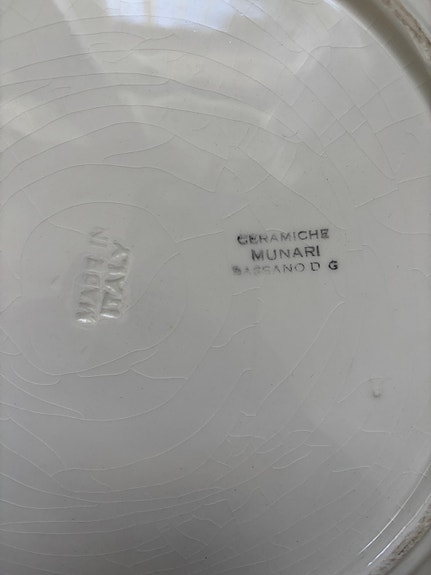 MADE IN
ITALY
CERAMICHE
MUNARI
BASSANO D G